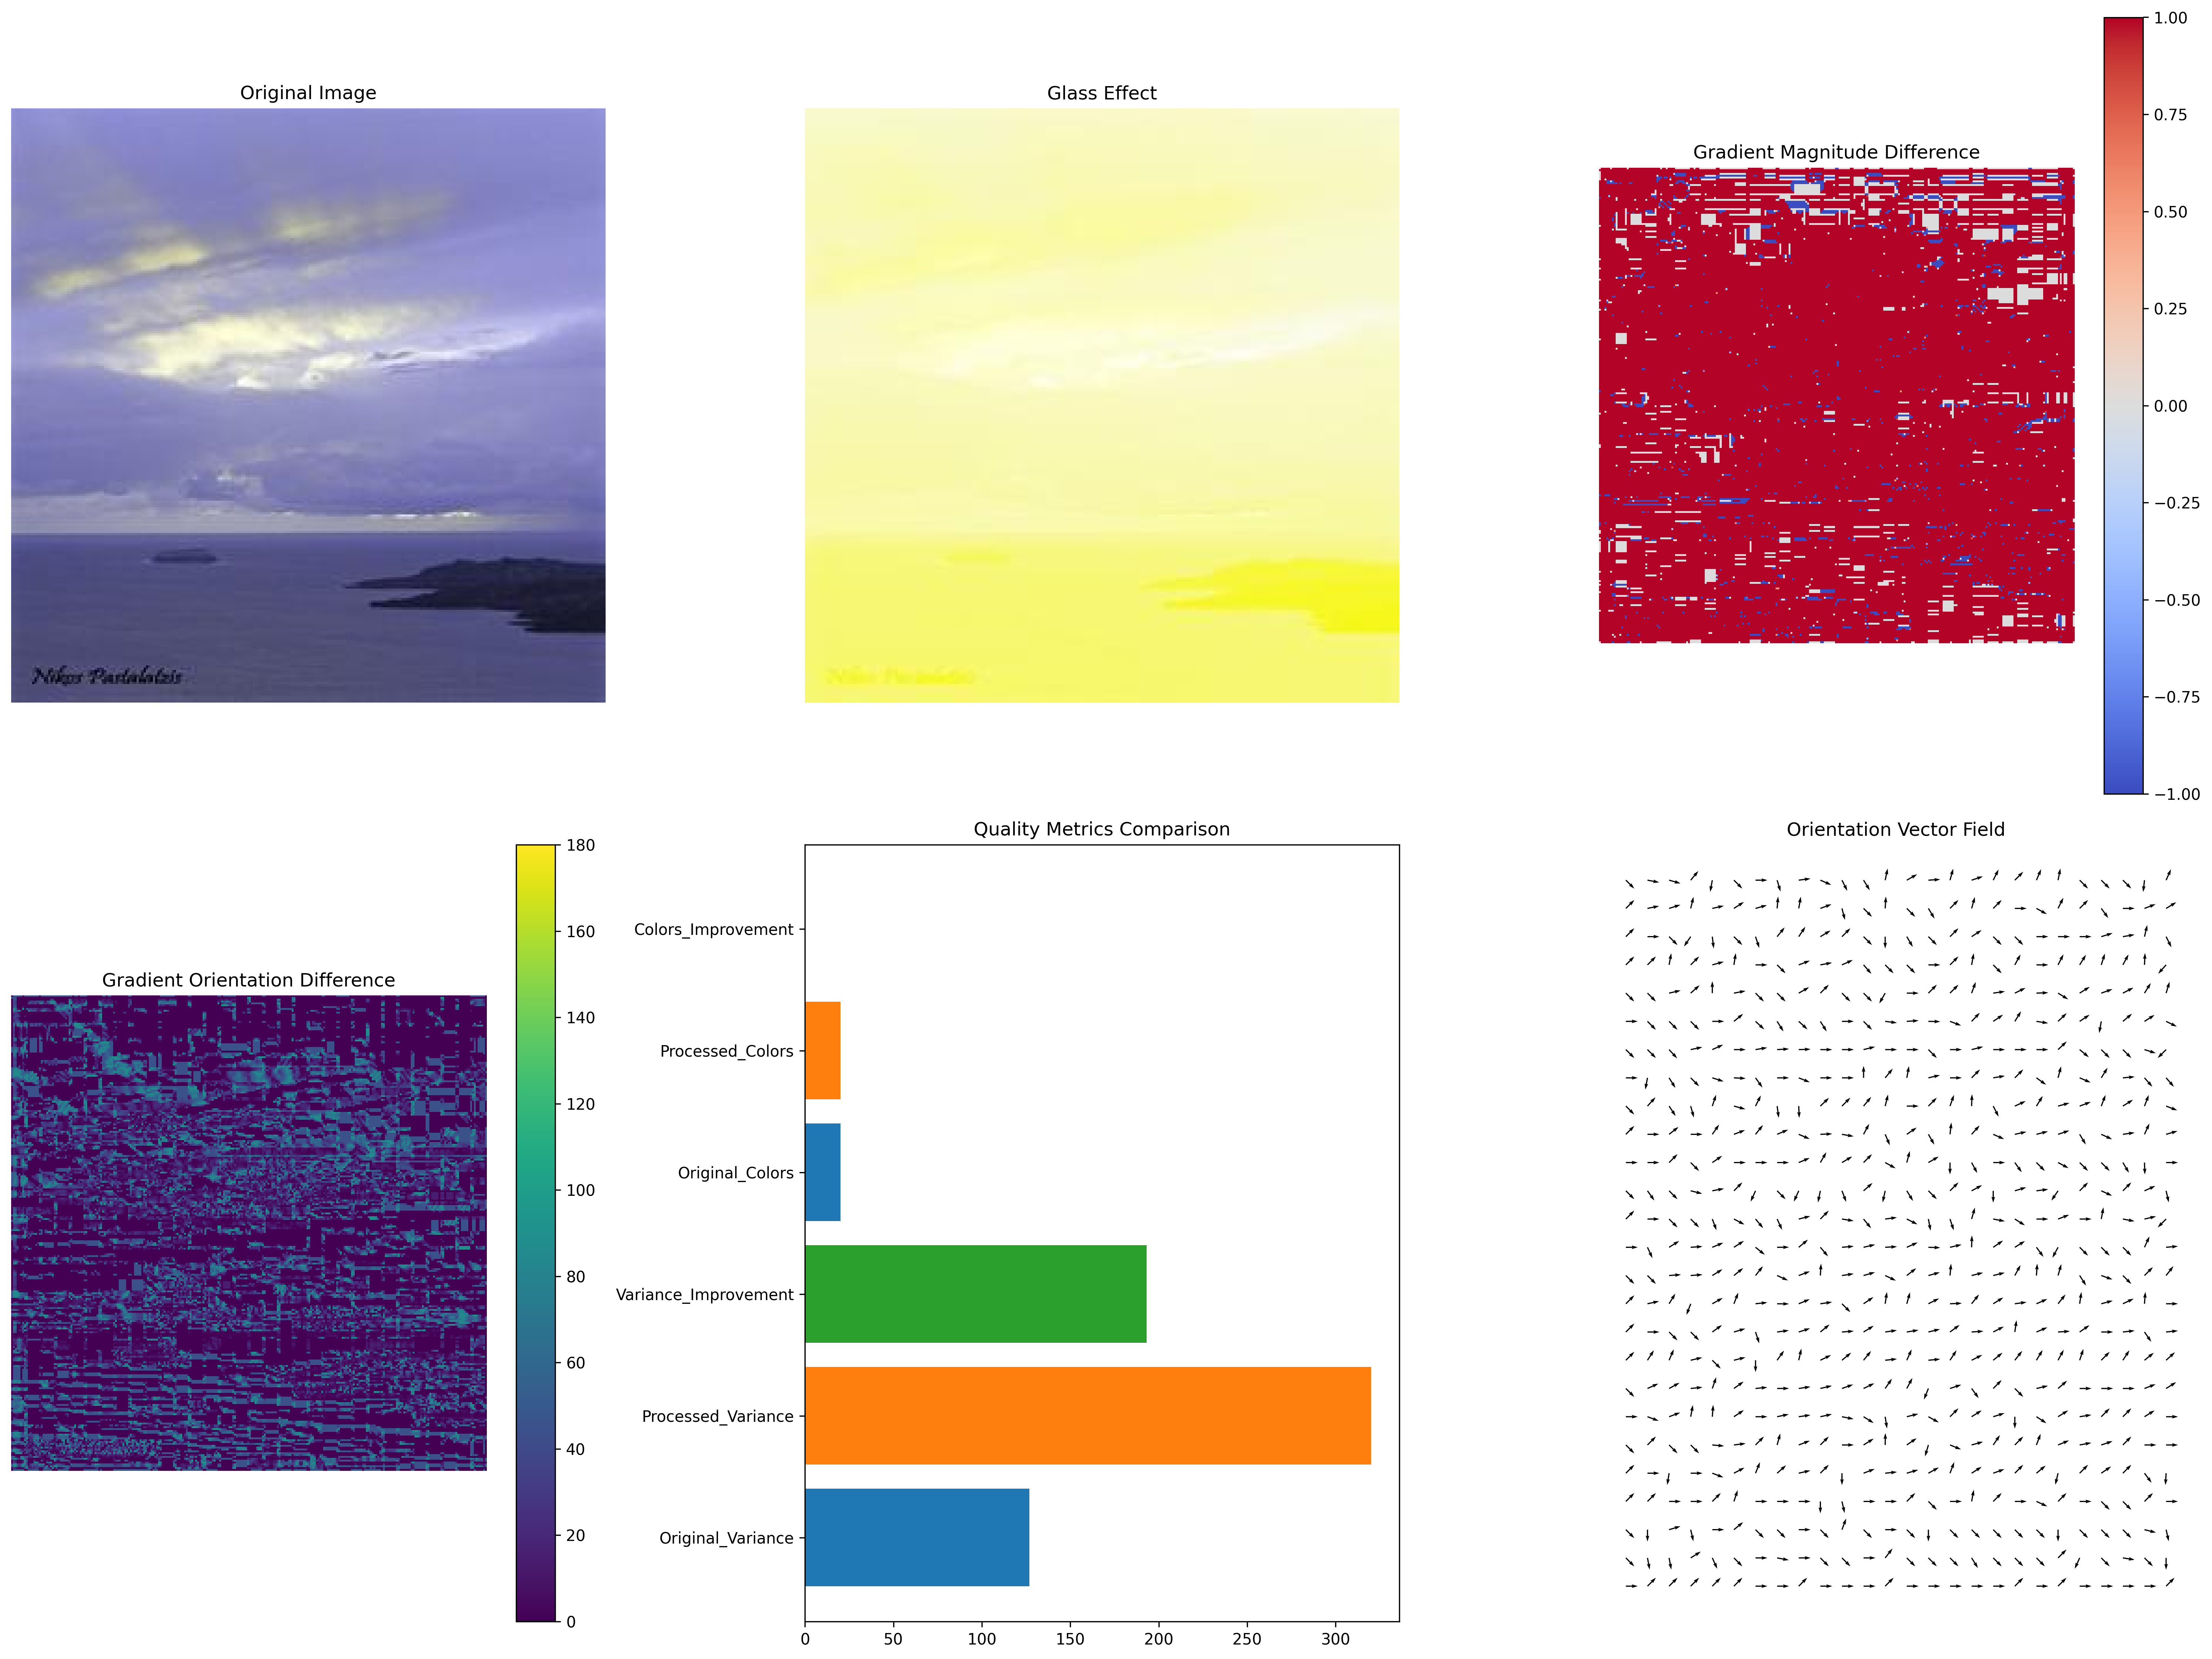 Original Image
Glass Effect
Gradient Magnitude Difference
1.00
0.75
0.50
0.25
0.00
−0.25
−0.50
−0.75
−1.00
Nikos Pastalatzis
Gradient Orientation Difference
180
160
140
120
100
80
60
40
20
0
Quality Metrics Comparison
Colors_Improvement
Processed_Colors
Original_Colors
Variance_Improvement
Processed_Variance
Original_Variance
0 50 100 150 200 250 300
Orientation Vector Field